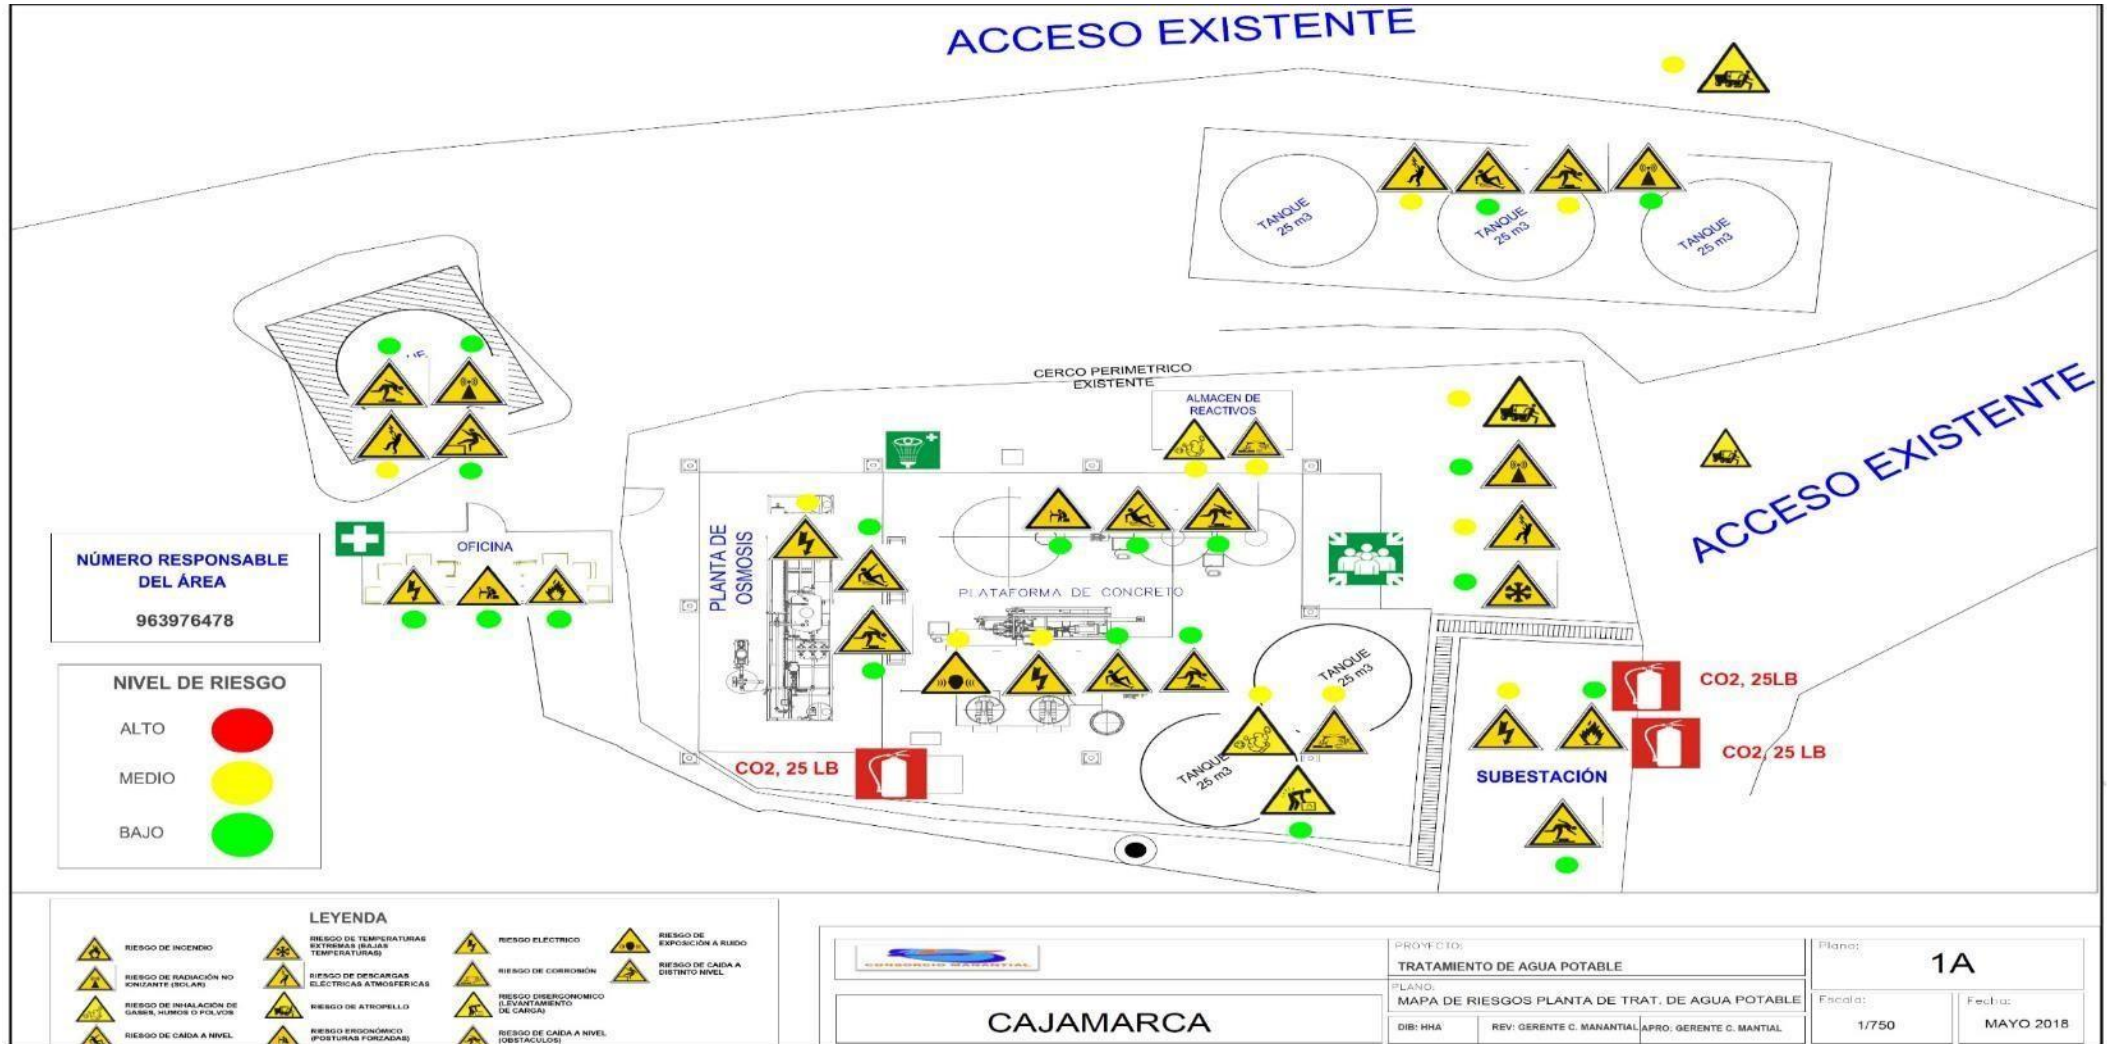 ACCESO EXISTENTE
TANQUE
25 m3
TANQUE
25 m3
TANQUE
25 m3
CERCO PERIMETRICO
EXISTENTE
ALMACEN DE
REACTIVOS
ACCESO EXISTENTE
NÚMERO RESPONSABLE
DEL ÁREA
963976478
OFICINA
PLANTA DE
OSMOSIS
PLATAFORMA DE CONCRETO
TANQUE
25 m3
TANQUE
25 m3
CO2, 25LB
CO2, 25 LB
CO2, 25 LB
SUBESTACIÓN
NIVEL DE RIESGO
ALTO
MEDIO
BAJO
LEYENDA
RIESGO DE INCENDIO
RIESGO DE RADIACIÓN NO
IONIZANTE (SOLAR)
RIESGO DE INHALACIÓN DE
GASES, HUMOS O POLVOS
RIESGO DE CAÍDA A NIVEL
RIESGO DE TEMPERATURAS
EXTREMAS (BAJAS
TEMPERATURAS)
RIESGO DE DESCARGAS
ELÉCTRICAS ATMOSFERICAS
RIESGO DE ATROPELLO
RIESGO ERGONÓMICO
(POSTURAS FORZADAS)
RIESGO ELÉCTRICO
RIESGO DE CORROSIÓN
RIESGO DISERGONOMICO
(LEVANTAMIENTO
DE CARGA)
RIESGO DE CAÍDA A NIVEL
(OBSTACULOS)
RIESGO DE
EXPOSICIÓN A RUIDO
RIESGO DE CAIDA A
DISTINTO NIVEL
CONSORCIO MANANTIAL
CAJAMARCA
PROYECTO:
TRATAMIENTO DE AGUA POTABLE
PLANO:
MAPA DE RIESGOS PLANTA DE TRAT. DE AGUA POTABLE
DIB: HHA
REV: GERENTE C. MANANTIAL
APRO: GERENTE C. MANTIAL
Plano:
1A
Escala:
1/750
Fecha:
MAYO 2018